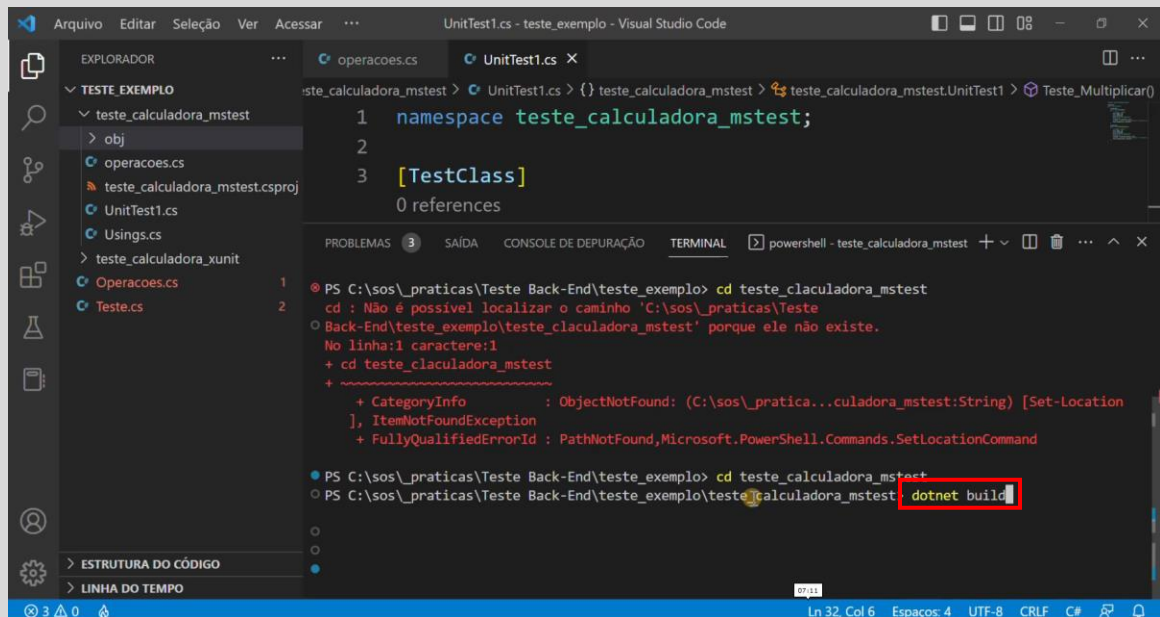 Arquivo Editar Seleção Ver Acessar ··· UnitTest1.cs - teste_exemplo - Visual Studio Code
EXPLORADOR ···
TESTE_EXEMPLO
teste_calculadora_mstest
obj
operacoes.cs
teste_calculadora_mstest.csproj
UnitTest1.cs
Usings.cs
teste_calculadora_xunit
Operacoes.cs 1
Teste.cs 2
ESTRUTURA DO CÓDIGO
LINHA DO TEMPO
operacoes.cs UnitTest1.cs
ste_calculadora_mstest > UnitTest1.cs > {} teste_calculadora_mstest > teste_calculadora_mstest.UnitTest1 > Teste_Multiplicar()
1 namespace teste_calculadora_mstest;
2
3 [TestClass]
0 references
PROBLEMAS 3 SAÍDA CONSOLE DE DEPURAÇÃO TERMINAL powershell - teste_calculadora_mstest
PS C:\sos\_praticas\Teste Back-End\teste_exemplo> cd teste_claculadora_mstest
cd : Não é possível localizar o caminho 'C:\sos\_praticas\Teste
Back-End\teste_exemplo\teste_claculadora_mstest' porque ele não existe.
No linha:1 caractere:1
+ cd teste_claculadora_mstest
+ ~~~~~~~~~~~~~~~~~~~~~~~~~~~
+ CategoryInfo : ObjectNotFound: (C:\sos\_pratica...culadora_mstest:String) [Set-Location
], ItemNotFoundException
+ FullyQualifiedErrorId : PathNotFound,Microsoft.PowerShell.Commands.SetLocationCommand
PS C:\sos\_praticas\Teste Back-End\teste_exemplo> cd teste_calculadora_mstest
PS C:\sos\_praticas\Teste Back-End\teste_exemplo\teste_calculadora_mstest> dotnet build
07:11
3 0 Ln 32, Col 6 Espaços: 4 UTF-8 CRLF C#